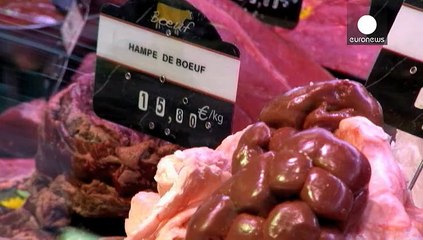 Boeuf
HAMPE DE BOEUF
15,80 €/kg
euronews